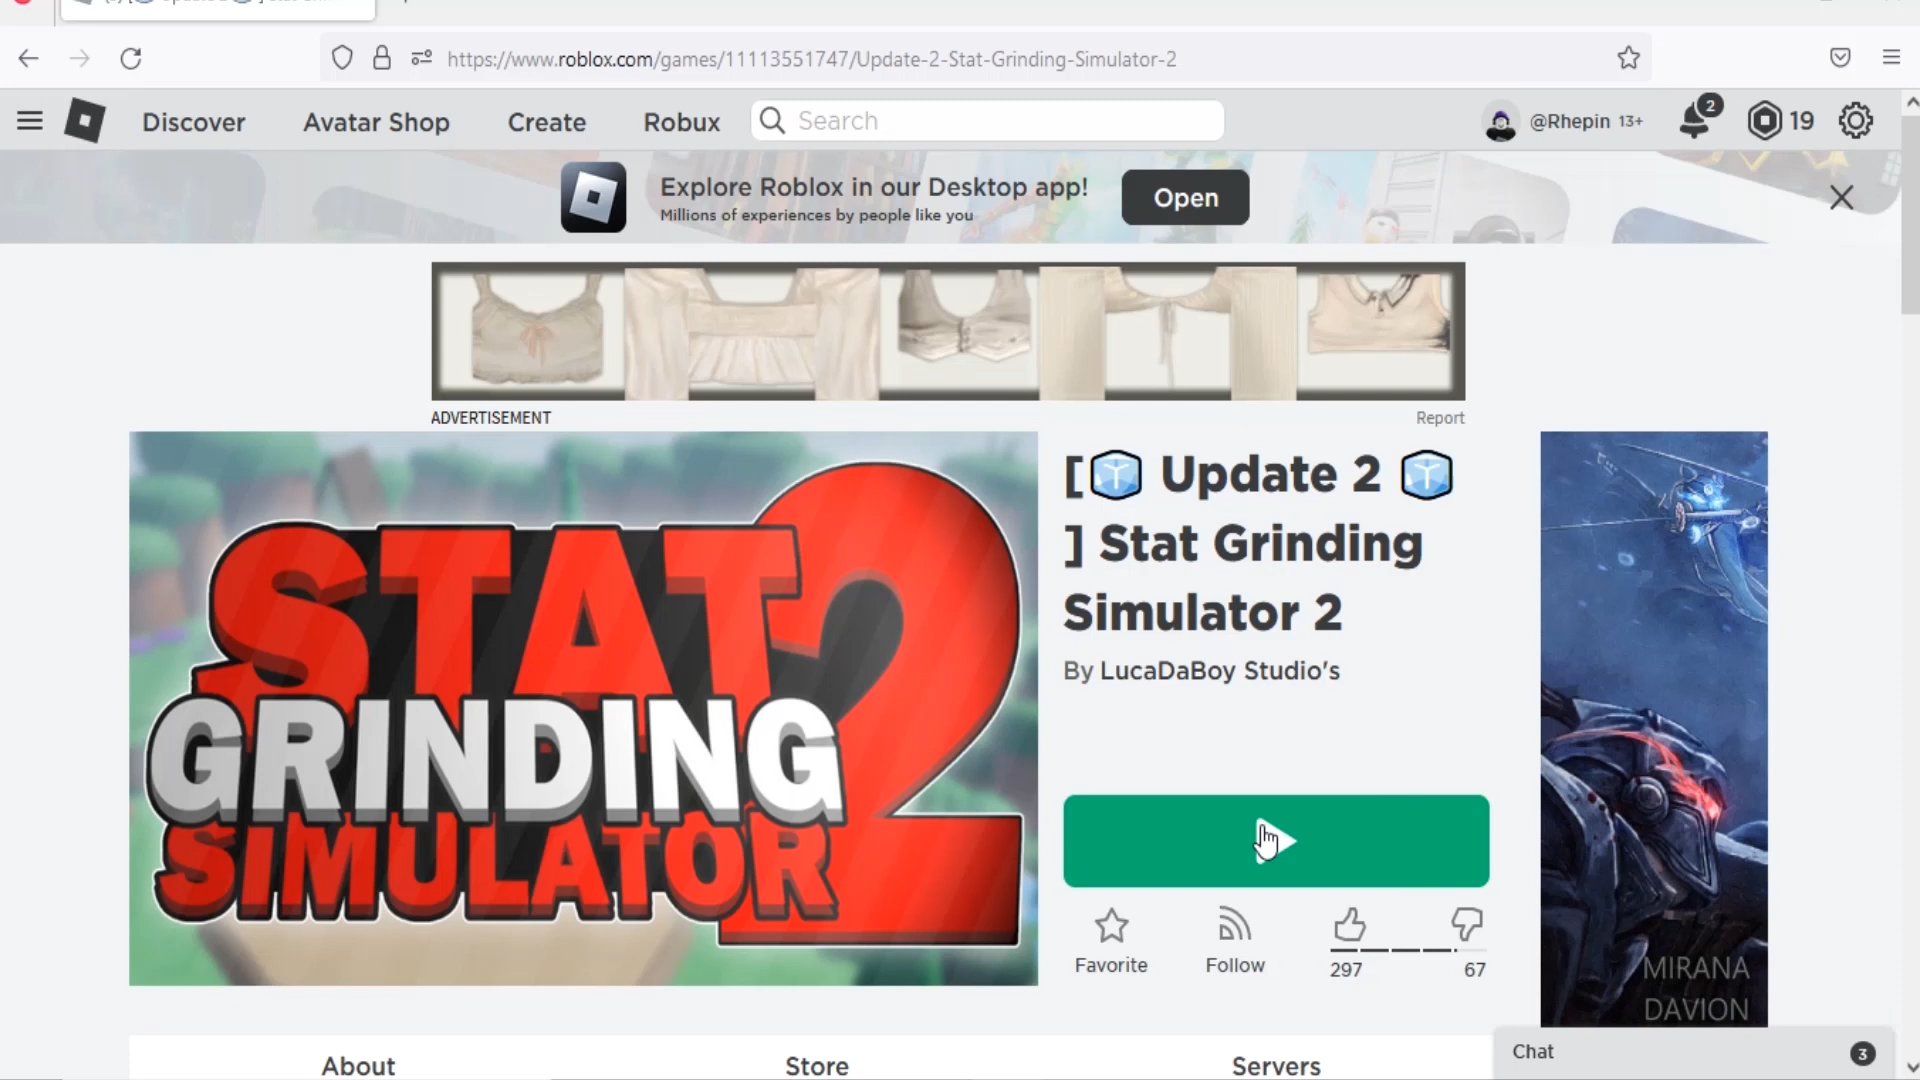 https://www.roblox.com/games/11113551747/Update-2-Stat-Grinding-Simulator-2
Discover
Avatar Shop
Create
Robux
Search
@Rhepin 13+
2
19
Explore Roblox in our Desktop app!
Millions of experiences by people like you
Open
ADVERTISEMENT
Report
STAT 2
GRINDING
SIMULATOR
[🧊 Update 2 🧊
] Stat Grinding
Simulator 2
By LucaDaBoy Studio's
Favorite
Follow
297
67
MIRANA
DAVION
About
Store
Servers
Chat
3